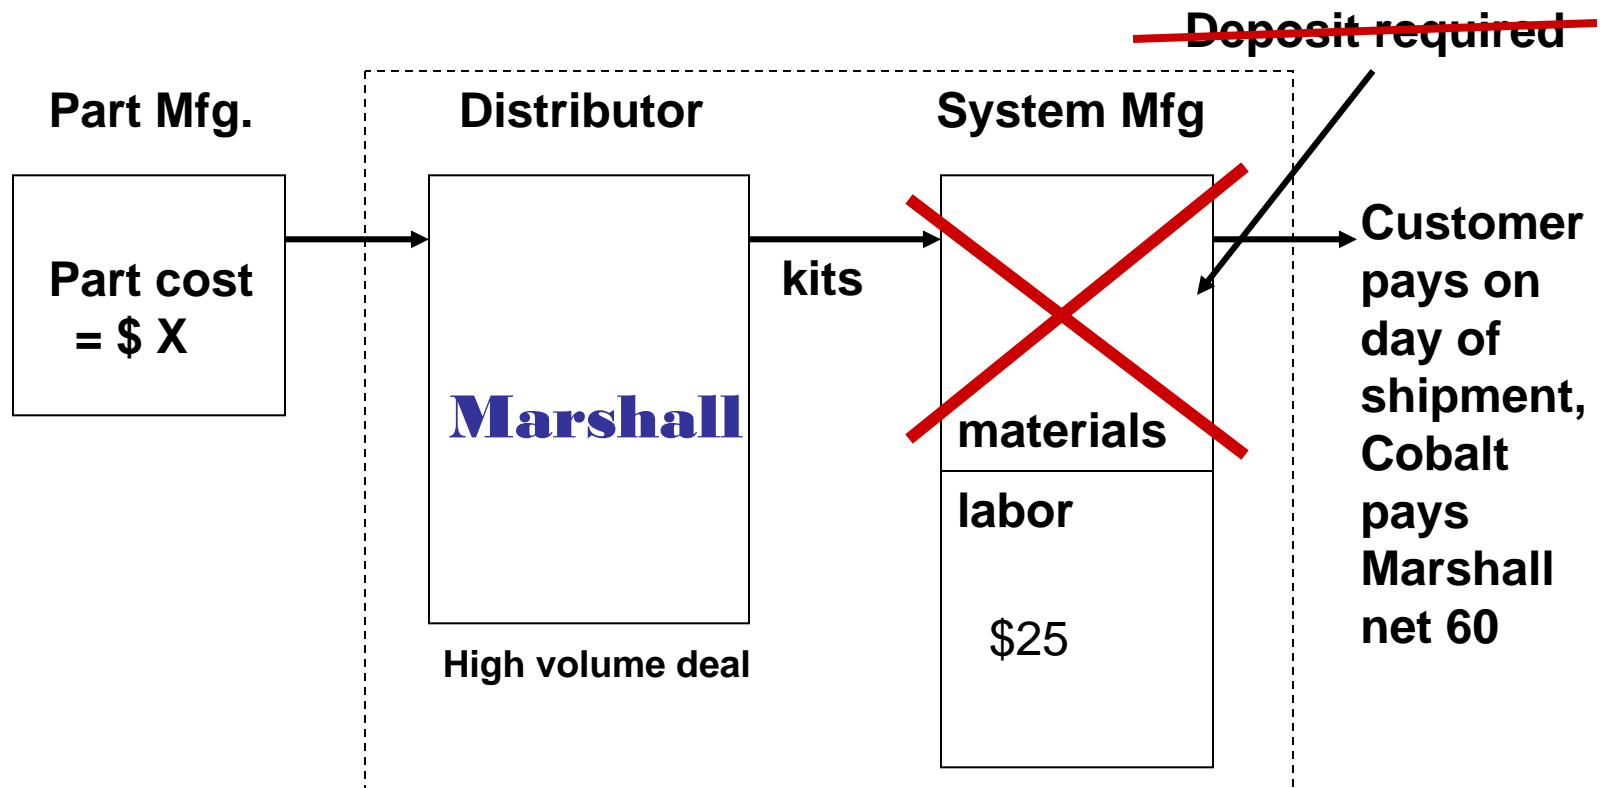 Deposit required
Part Mfg.
Distributor
System Mfg
Part cost
= $ X
Marshall
High volume deal
kits
materials
labor
$25
Customer
pays on
day of
shipment,
Cobalt
pays
Marshall
net 60